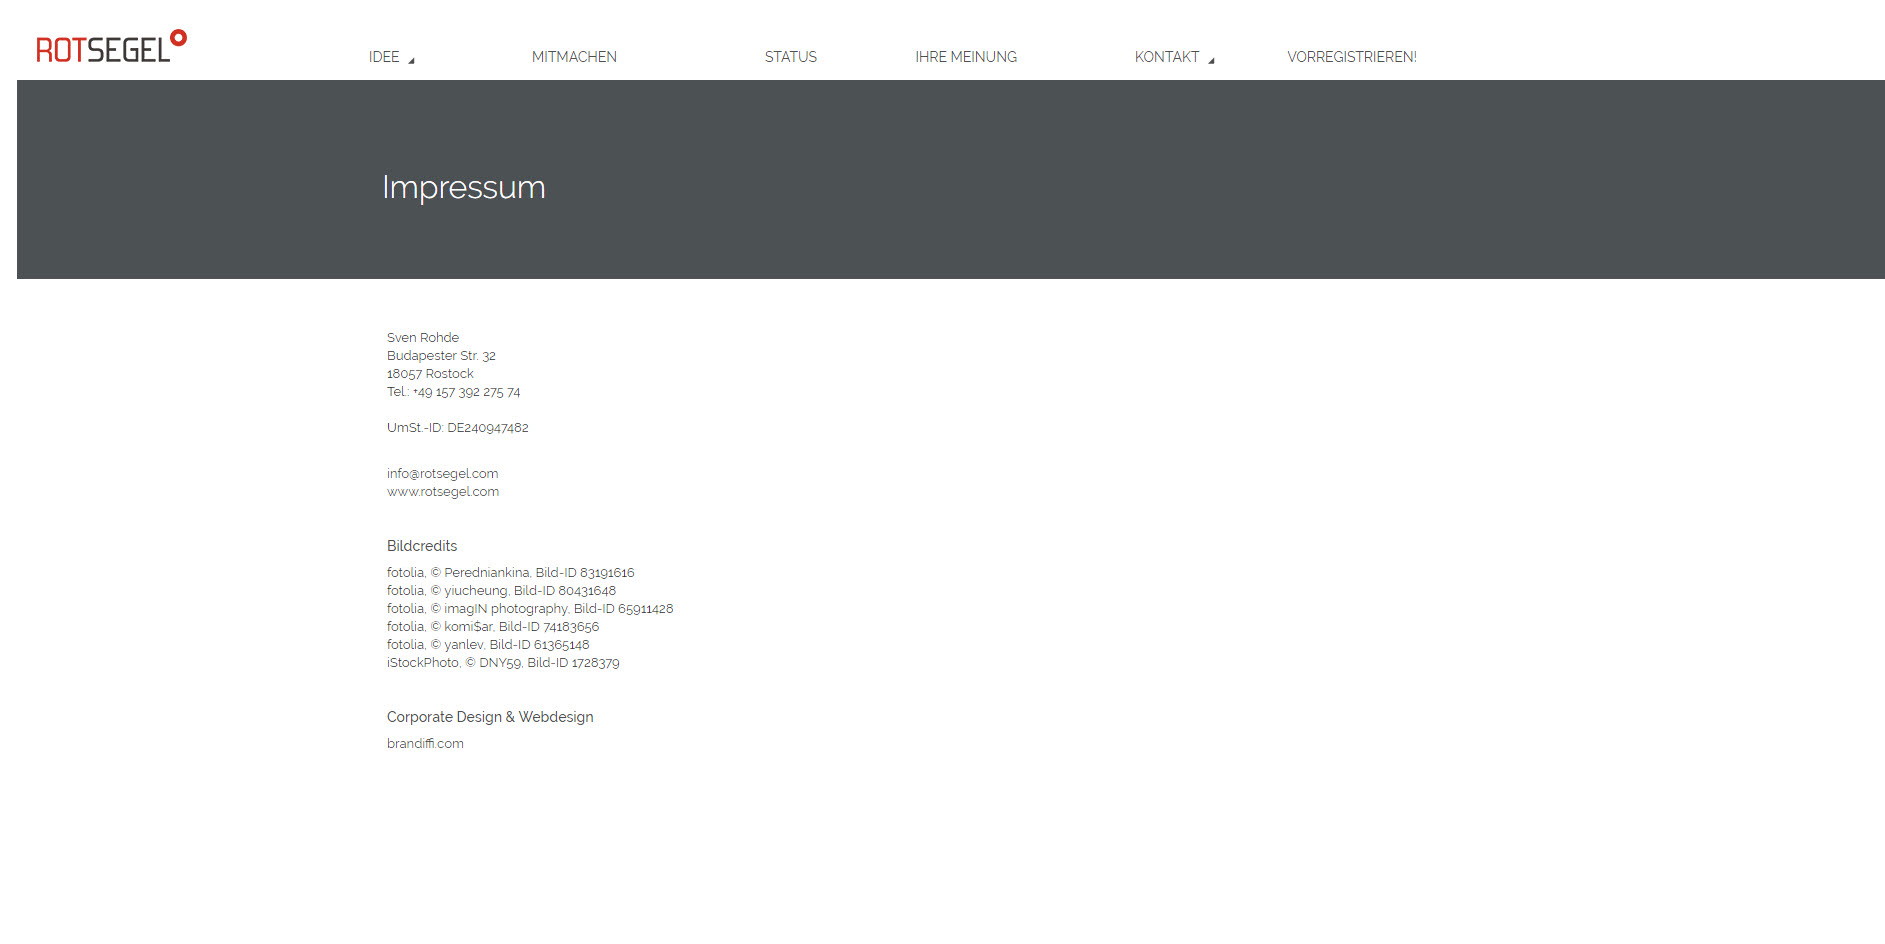 ROTSEGEL
IDEE
MITMACHEN
STATUS
IHRE MEINUNG
KONTAKT
VORREGISTRIEREN!
Impressum
Sven Rohde
Budapester Str. 32
18057 Rostock
Tel.: +49 157 392 275 74
UmSt.-ID: DE240947482
info@rotsegel.com
www.rotsegel.com
Bildcredits
fotolia, © Peredniankina, Bild-ID 83191616
fotolia, © yiucheung, Bild-ID 80431648
fotolia, © imagIN photography, Bild-ID 65911428
fotolia, © komi$ar, Bild-ID 74183656
fotolia, © yanlev, Bild-ID 61365148
iStockPhoto, © DNY59, Bild-ID 1728379
Corporate Design & Webdesign
brandiffi.com